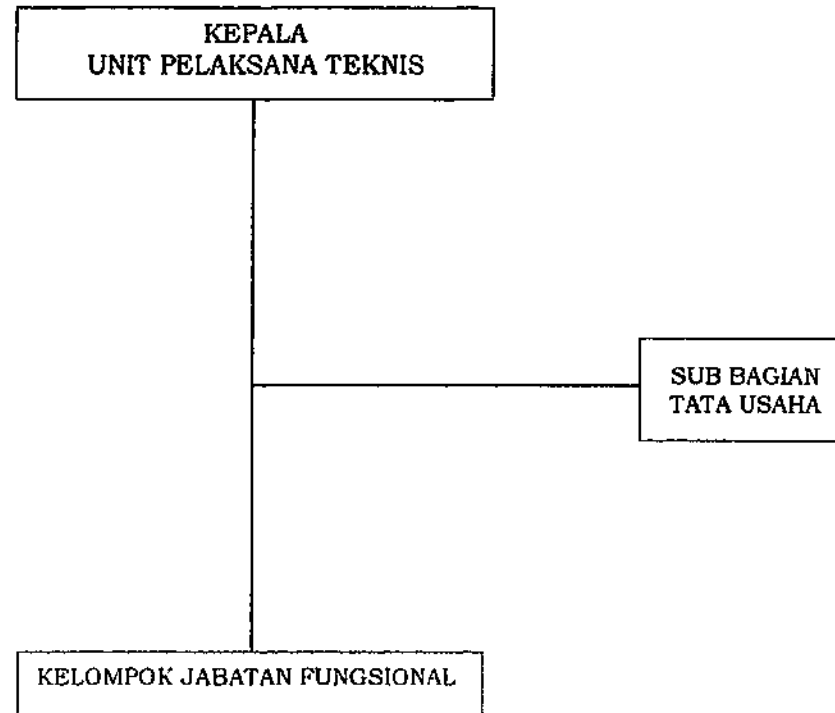 KEPALA
UNIT PELAKSANA TEKNIS
SUB BAGIAN
TATA USAHA
KELOMPOK JABATAN FUNGSIONAL